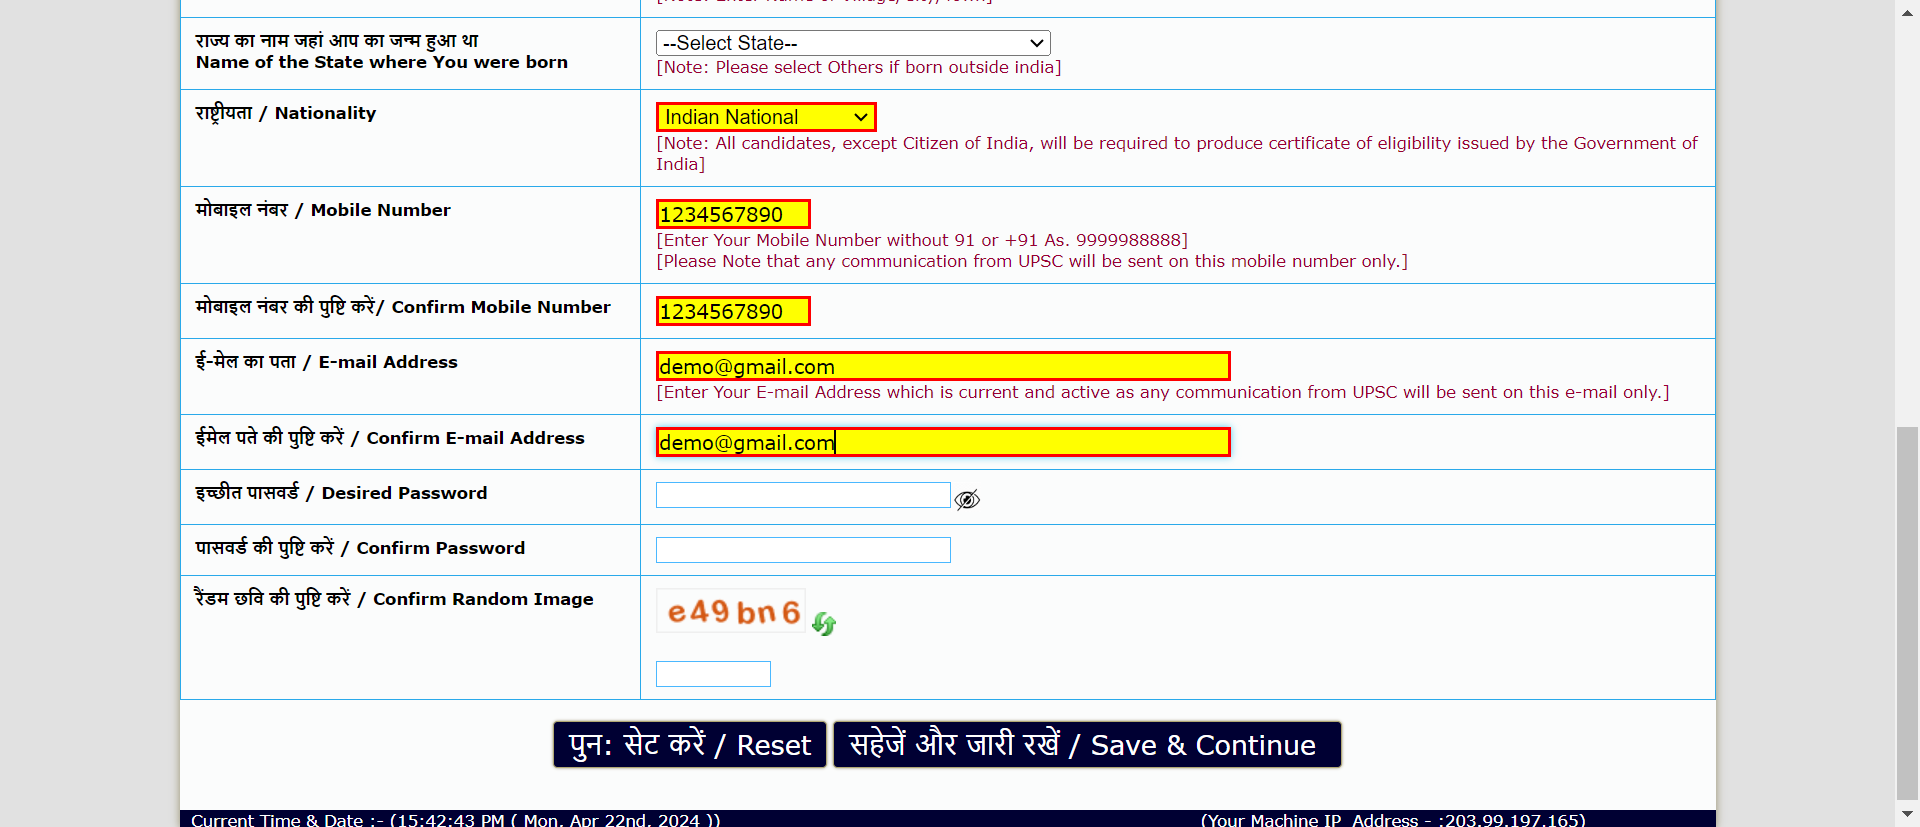 राज्य का नाम जहां आप का जन्म हुआ था
Name of the State where You were born
--Select State--
[Note: Please select Others if born outside india]
राष्ट्रीयता / Nationality
Indian National
[Note: All candidates, except Citizen of India, will be required to produce certificate of eligibility issued by the Government of
India]
मोबाइल नंबर / Mobile Number
1234567890
[Enter Your Mobile Number without 91 or +91 As. 9999988888]
[Please Note that any communication from UPSC will be sent on this mobile number only.]
मोबाइल नंबर की पुष्टि करें/ Confirm Mobile Number
1234567890
ई-मेल का पता / E-mail Address
demo@gmail.com
[Enter Your E-mail Address which is current and active as any communication from UPSC will be sent on this e-mail only.]
ईमेल पते की पुष्टि करें / Confirm E-mail Address
demo@gmail.com
इच्छीत पासवर्ड / Desired Password
पासवर्ड की पुष्टि करें / Confirm Password
रैंडम छवि की पुष्टि करें / Confirm Random Image
e49bn6
पुन: सेट करें / Reset
सहेजें और जारी रखें / Save & Continue
Current Time & Date :- (15:42:43 PM ( Mon, Apr 22nd, 2024 ))
(Your Machine IP Address - :203.99.197.165)